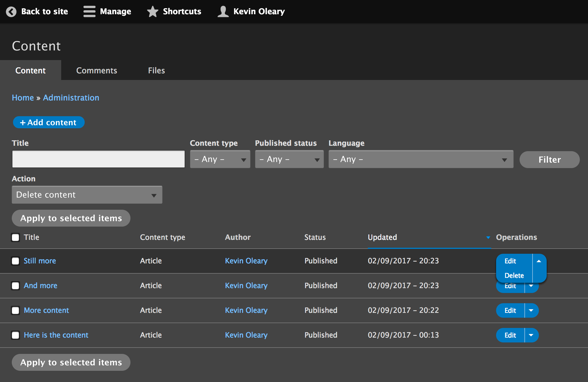 Back to site Manage Shortcuts Kevin Oleary
Content
Content Comments Files
Home » Administration
+ Add content
Title Content type Published status Language
– Any – – Any – – Any – Filter
Action
Delete content
Apply to selected items
Title Content type Author Status Updated Operations
Still more Article Kevin Oleary Published 02/09/2017 – 20:23 Edit
Delete
And more Article Kevin Oleary Published 02/09/2017 – 20:23 Edit
More content Article Kevin Oleary Published 02/09/2017 – 20:22 Edit
Here is the content Article Kevin Oleary Published 02/09/2017 – 00:13 Edit
Apply to selected items